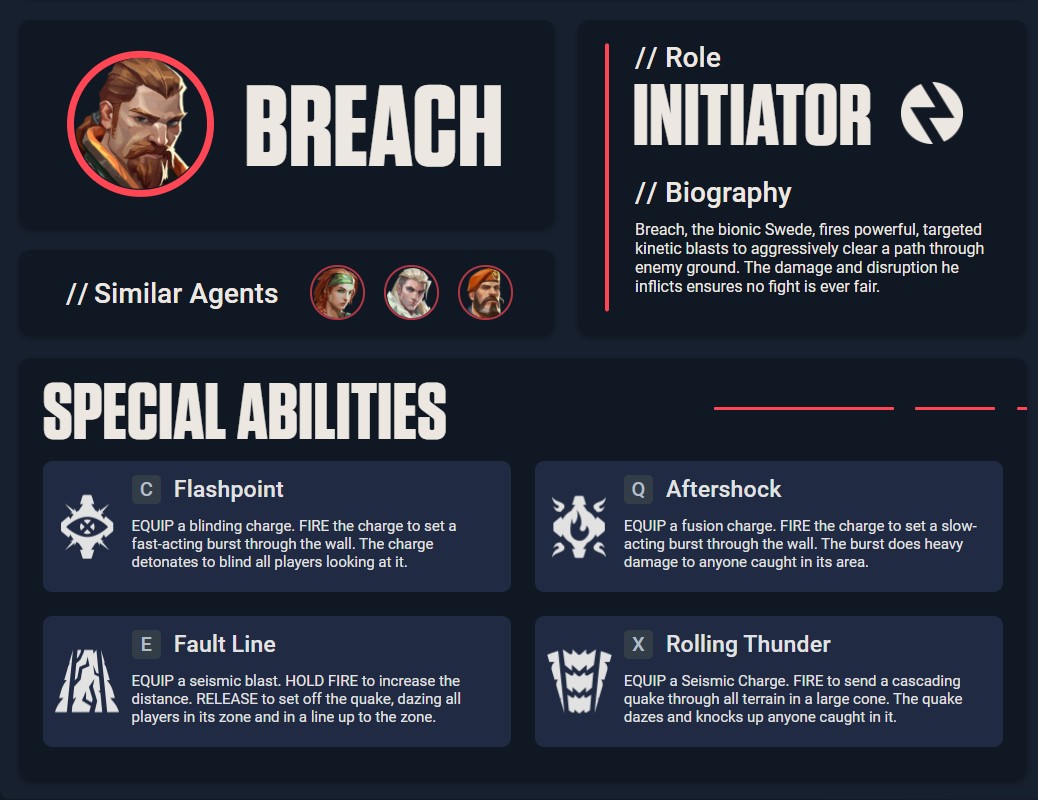 BREACH
// Similar Agents
// Role
INITIATOR
// Biography
Breach, the bionic Swede, fires powerful, targeted
kinetic blasts to aggressively clear a path through
enemy ground. The damage and disruption he
inflicts ensures no fight is ever fair.
SPECIAL ABILITIES
C Flashpoint
EQUIP a blinding charge. FIRE the charge to set a
fast-acting burst through the wall. The charge
detonates to blind all players looking at it.
Q Aftershock
EQUIP a fusion charge. FIRE the charge to set a slow-
acting burst through the wall. The burst does heavy
damage to anyone caught in its area.
E Fault Line
EQUIP a seismic blast. HOLD FIRE to increase the
distance. RELEASE to set off the quake, dazing all
players in its zone and in a line up to the zone.
X Rolling Thunder
EQUIP a Seismic Charge. FIRE to send a cascading
quake through all terrain in a large cone. The quake
dazes and knocks up anyone caught in it.